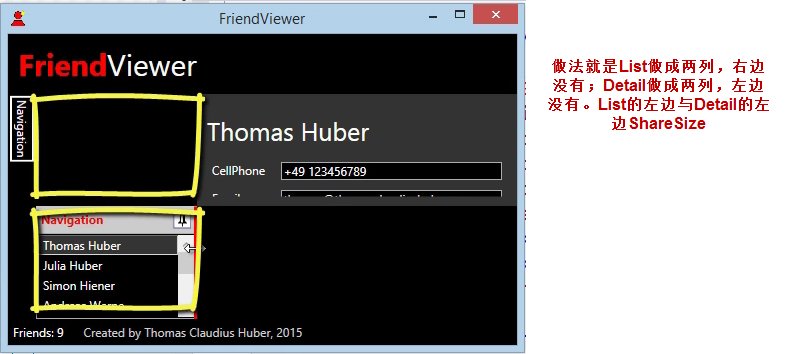 FriendViewer
FriendViewer
Navigation
Thomas Huber
CellPhone +49 123456789
Navigation
Thomas Huber
Julia Huber
Simon Hiener
Friends: 9 Created by Thomas Claudius Huber, 2015
做法就是List做成两列，右边
没有；Detail做成两列，左边
没有。List的左边与Detail的左
边ShareSize